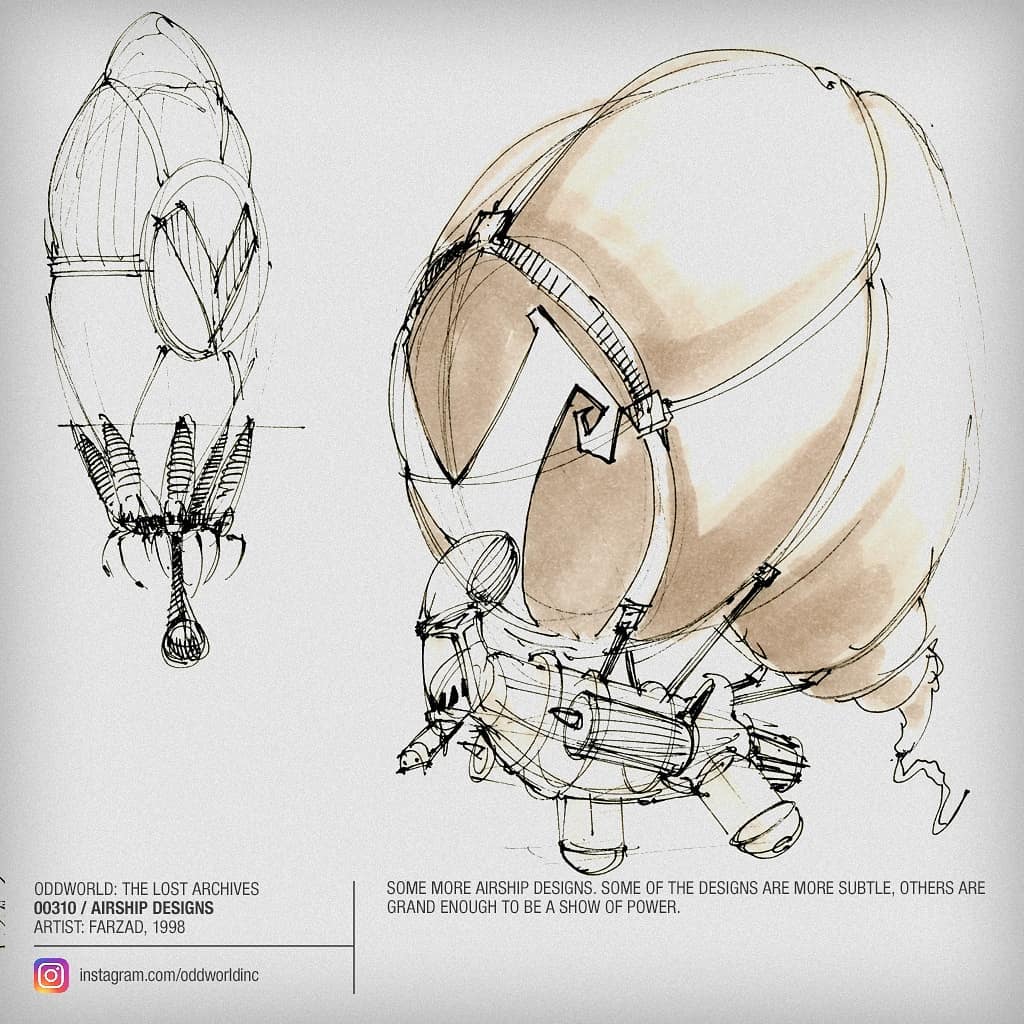 ODDWORLD: THE LOST ARCHIVES
00310 / AIRSHIP DESIGNS
ARTIST: FARZAD, 1998
instagram.com/oddworldinc
SOME MORE AIRSHIP DESIGNS. SOME OF THE DESIGNS ARE MORE SUBTLE, OTHERS ARE
GRAND ENOUGH TO BE A SHOW OF POWER.